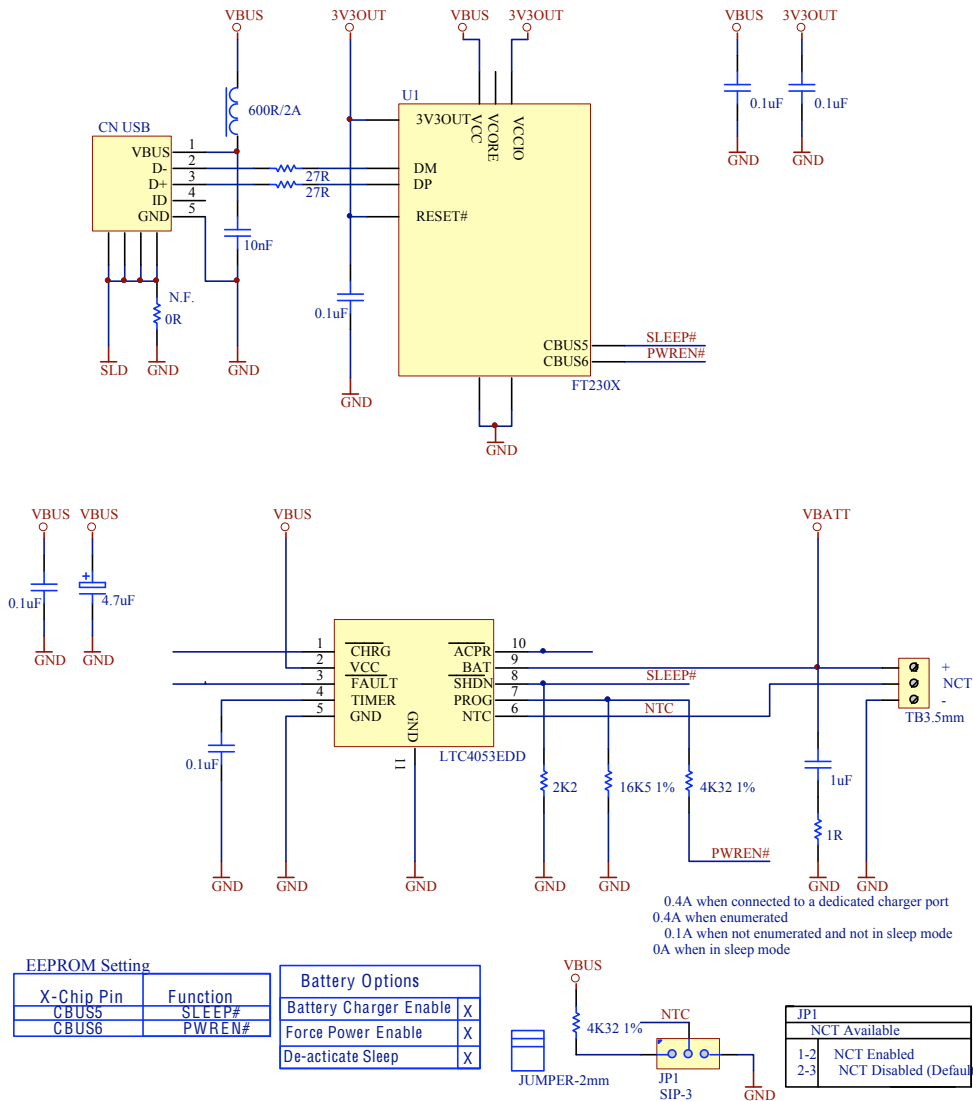 VBUS 3V3OUT VBUS 3V3OUT VBUS 3V3OUT
600R/2A
U1
0.1uF 0.1uF
GND GND
CN USB
VBUS 1
D- 2
D+ 3
ID 4
GND 5
27R
27R
3V3OUT
VCC
VCORE
VCCIO
DM
DP
RESET#
10nF
N.F.
0R
0.1uF
SLD GND GND
GND
CBUS5 SLEEP#
CBUS6 PWREN#
FT230X
GND
VBUS VBUS VBUS VBATT
0.1uF
+
4.7uF
GND GND
1 CHRG ACPR 10
2 VCC BAT 9
3 FAULT SHDN 8 SLEEP#
4 TIMER PROG 7
5 GND NTC 6 NTC
GND
11
LTC4053EDD
+
NCT
-
TB3.5mm
0.1uF
2K2 16K5 1% 4K32 1% 1uF
1R
PWREN#
GND GND GND GND GND GND GND
0.4A when connected to a dedicated charger port
0.4A when enumerated
0.1A when not enumerated and not in sleep mode
0A when in sleep mode
EEPROM Setting
X-Chip Pin Function
CBUS5 SLEEP#
CBUS6 PWREN#
Battery Options
Battery Charger Enable X
Force Power Enable X
De-acticate Sleep X
JUMPER-2mm
VBUS
4K32 1%
NTC
JP1
SIP-3
GND
JP1
NCT Available
1-2 NCT Enabled
2-3 NCT Disabled (Defaul